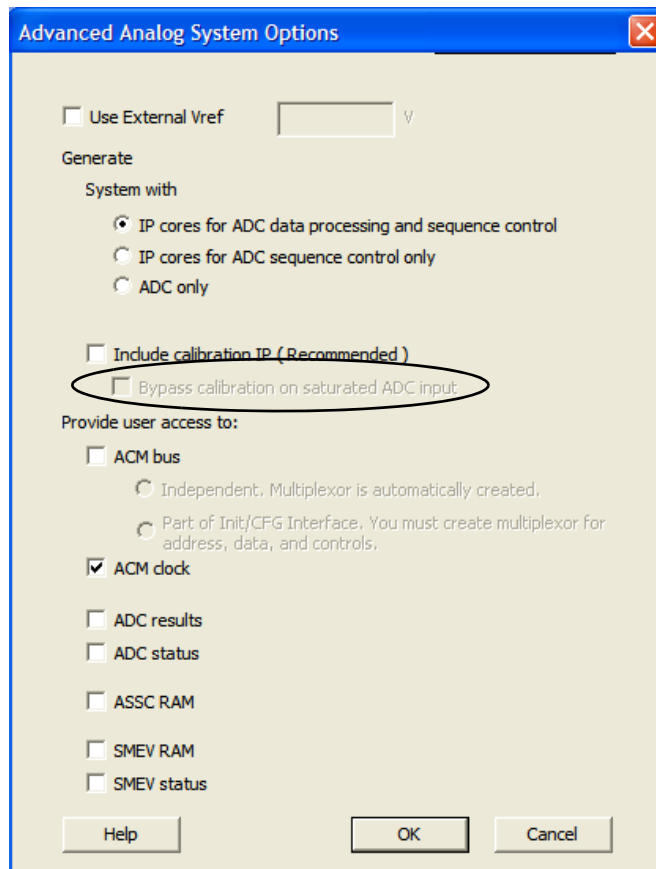 Advanced Analog System Options
Use External Vref V
Generate
System with
IP cores for ADC data processing and sequence control
IP cores for ADC sequence control only
ADC only
Include calibration IP ( Recommended )
Bypass calibration on saturated ADC input
Provide user access to:
ACM bus
Independent. Multiplexor is automatically created.
Part of Init/CFG Interface. You must create multiplexor for
address, data, and controls.
ACM clock
ADC results
ADC status
ASSC RAM
SMEV RAM
SMEV status
Help OK Cancel